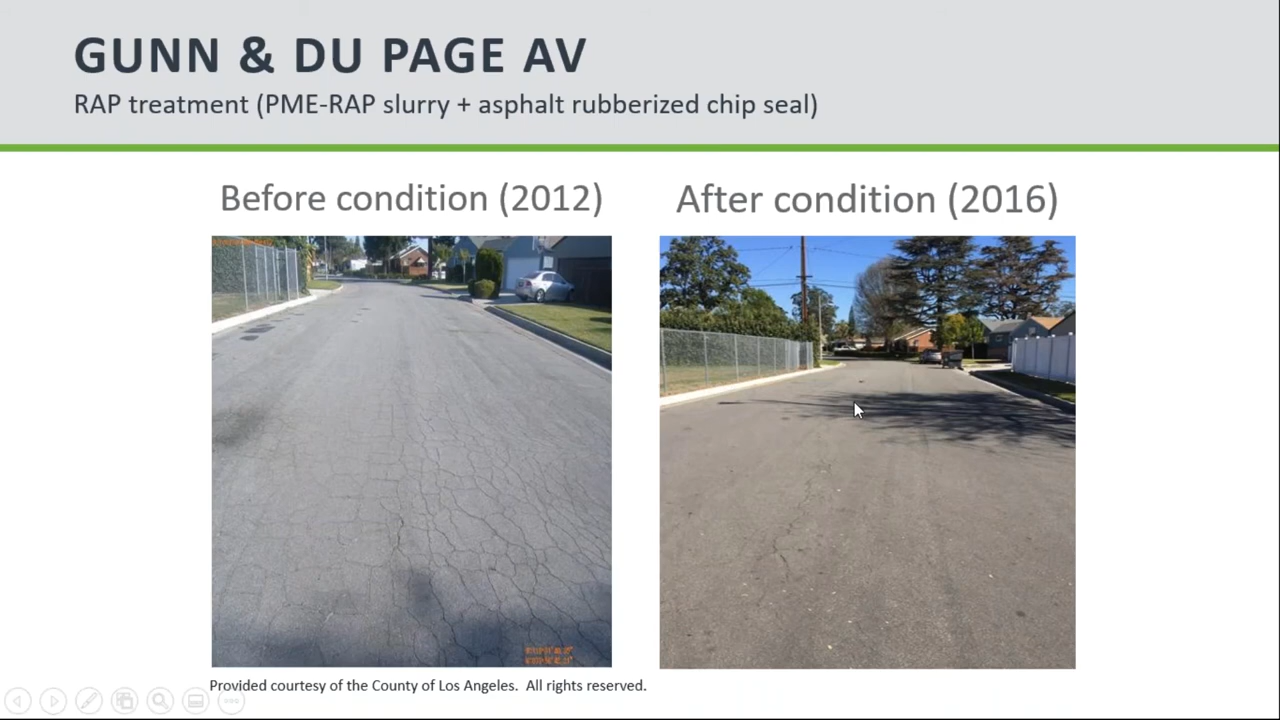 GUNN & DU PAGE AV
RAP treatment (PME-RAP slurry + asphalt rubberized chip seal)
Before condition (2012)
After condition (2016)
Provided courtesy of the County of Los Angeles. All rights reserved.